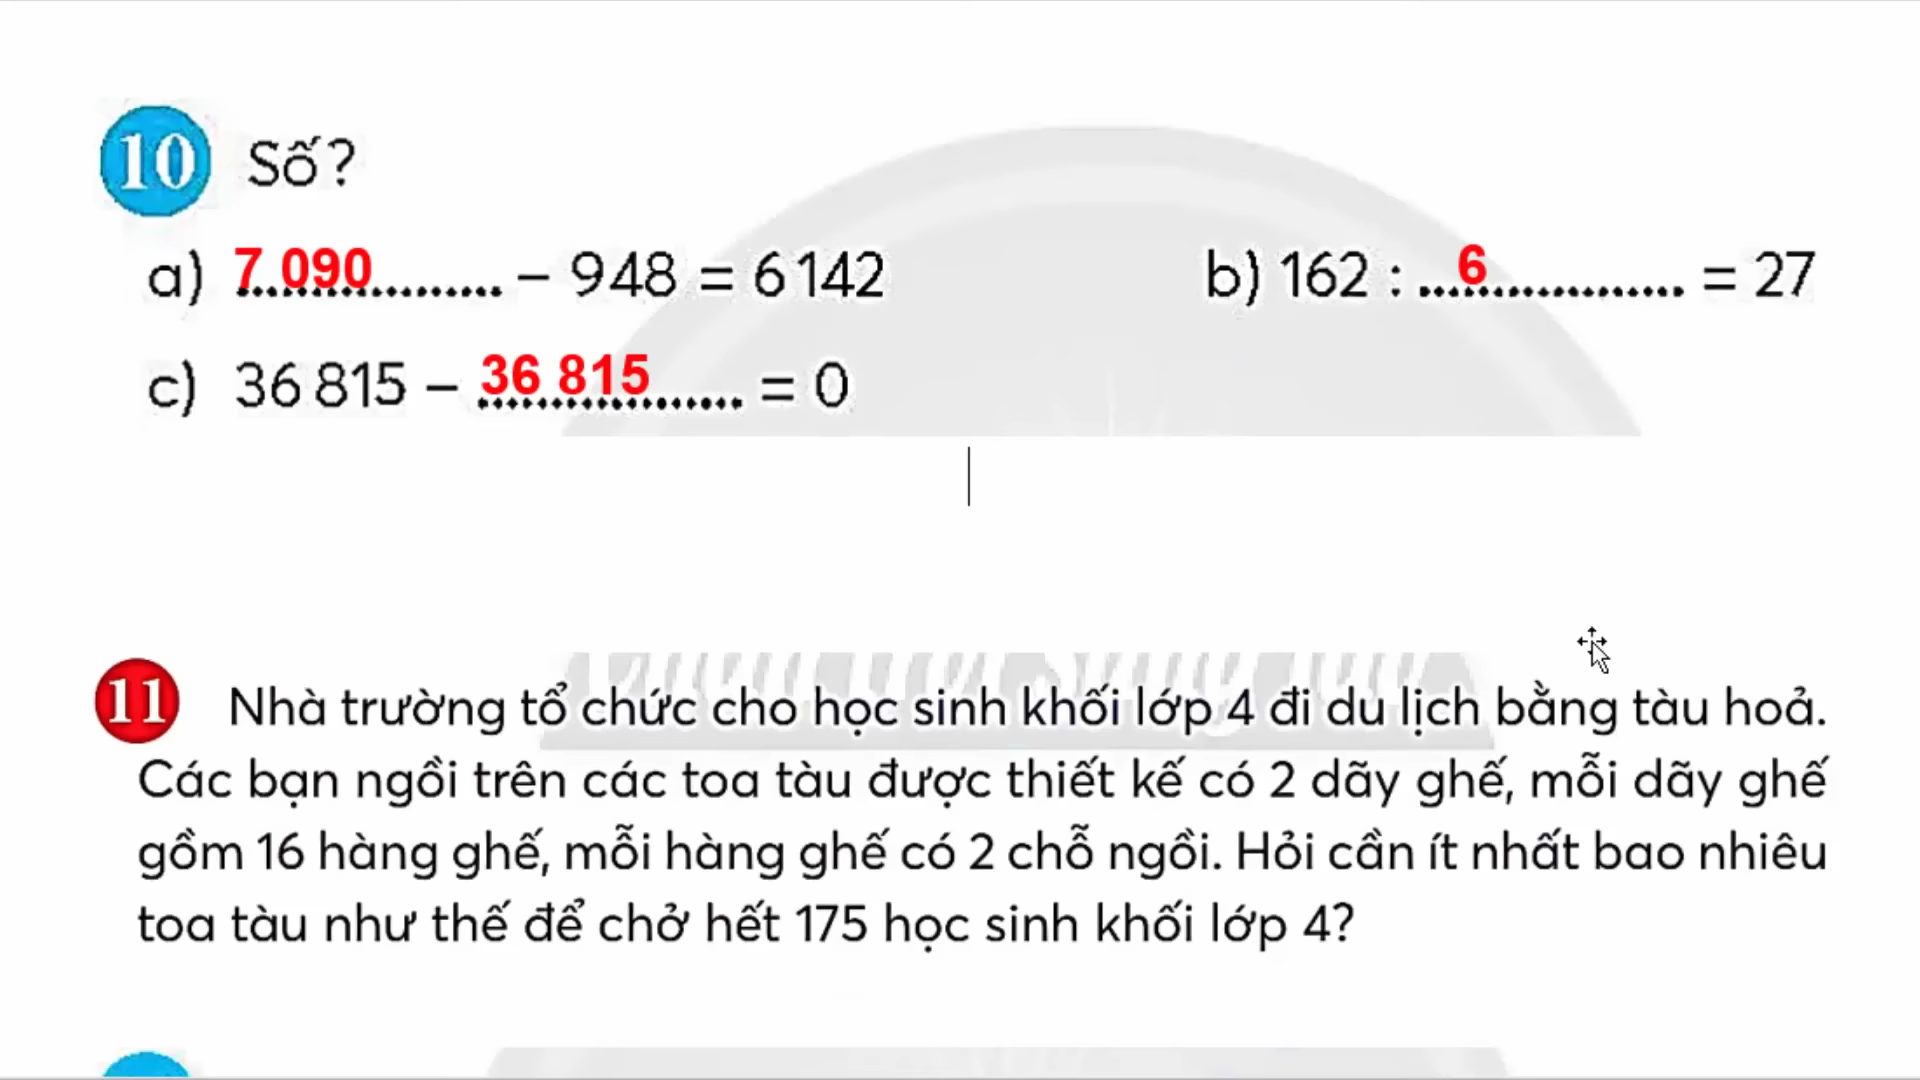 10 Số?
a) 7 090 ......... – 948 = 6 142 b) 162 : ....6............. = 27
c) 36 815 – 36 815 ......... = 0
11 Nhà trường tổ chức cho học sinh khối lớp 4 đi du lịch bằng tàu hoả.
Các bạn ngồi trên các toa tàu được thiết kế có 2 dãy ghế, mỗi dãy ghế
gồm 16 hàng ghế, mỗi hàng ghế có 2 chỗ ngồi. Hỏi cần ít nhất bao nhiêu
toa tàu như thế để chở hết 175 học sinh khối lớp 4?